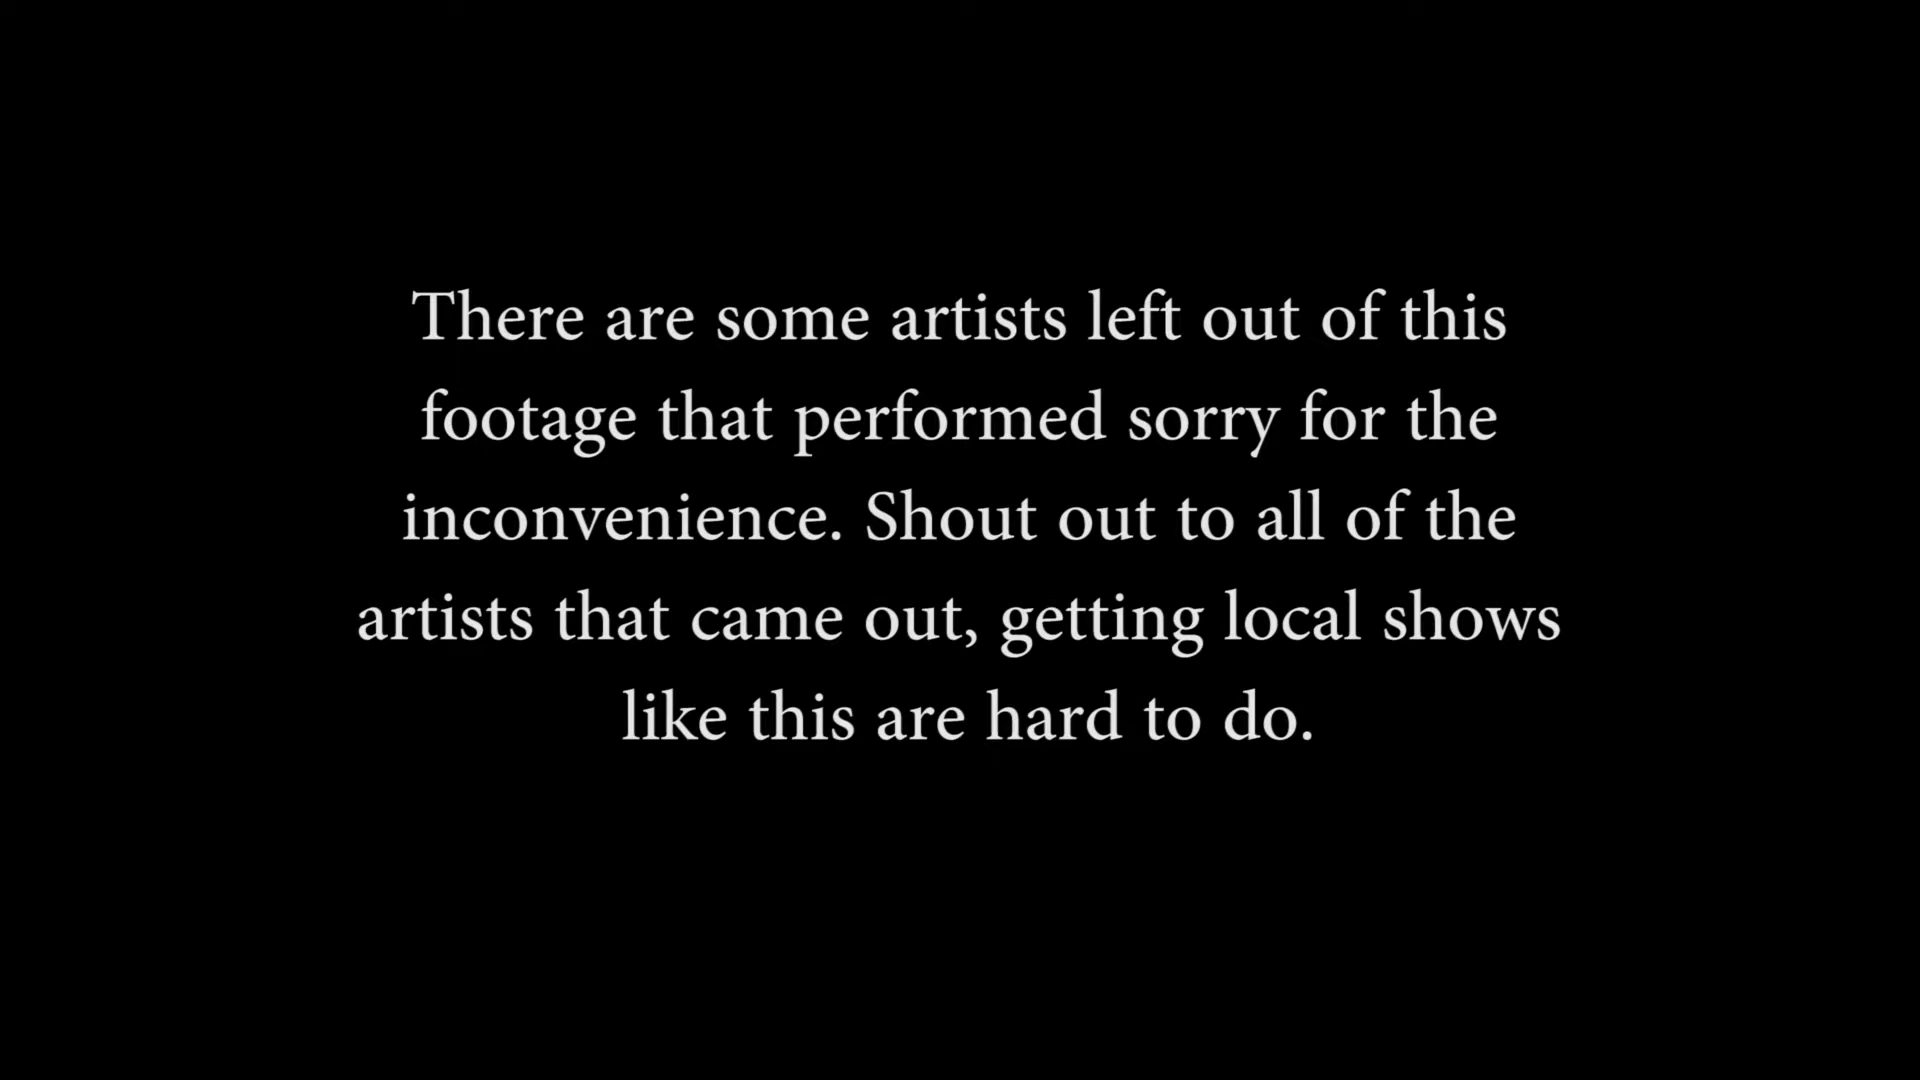 There are some artists left out of this
footage that performed sorry for the
inconvenience. Shout out to all of the
artists that came out, getting local shows
like this are hard to do.